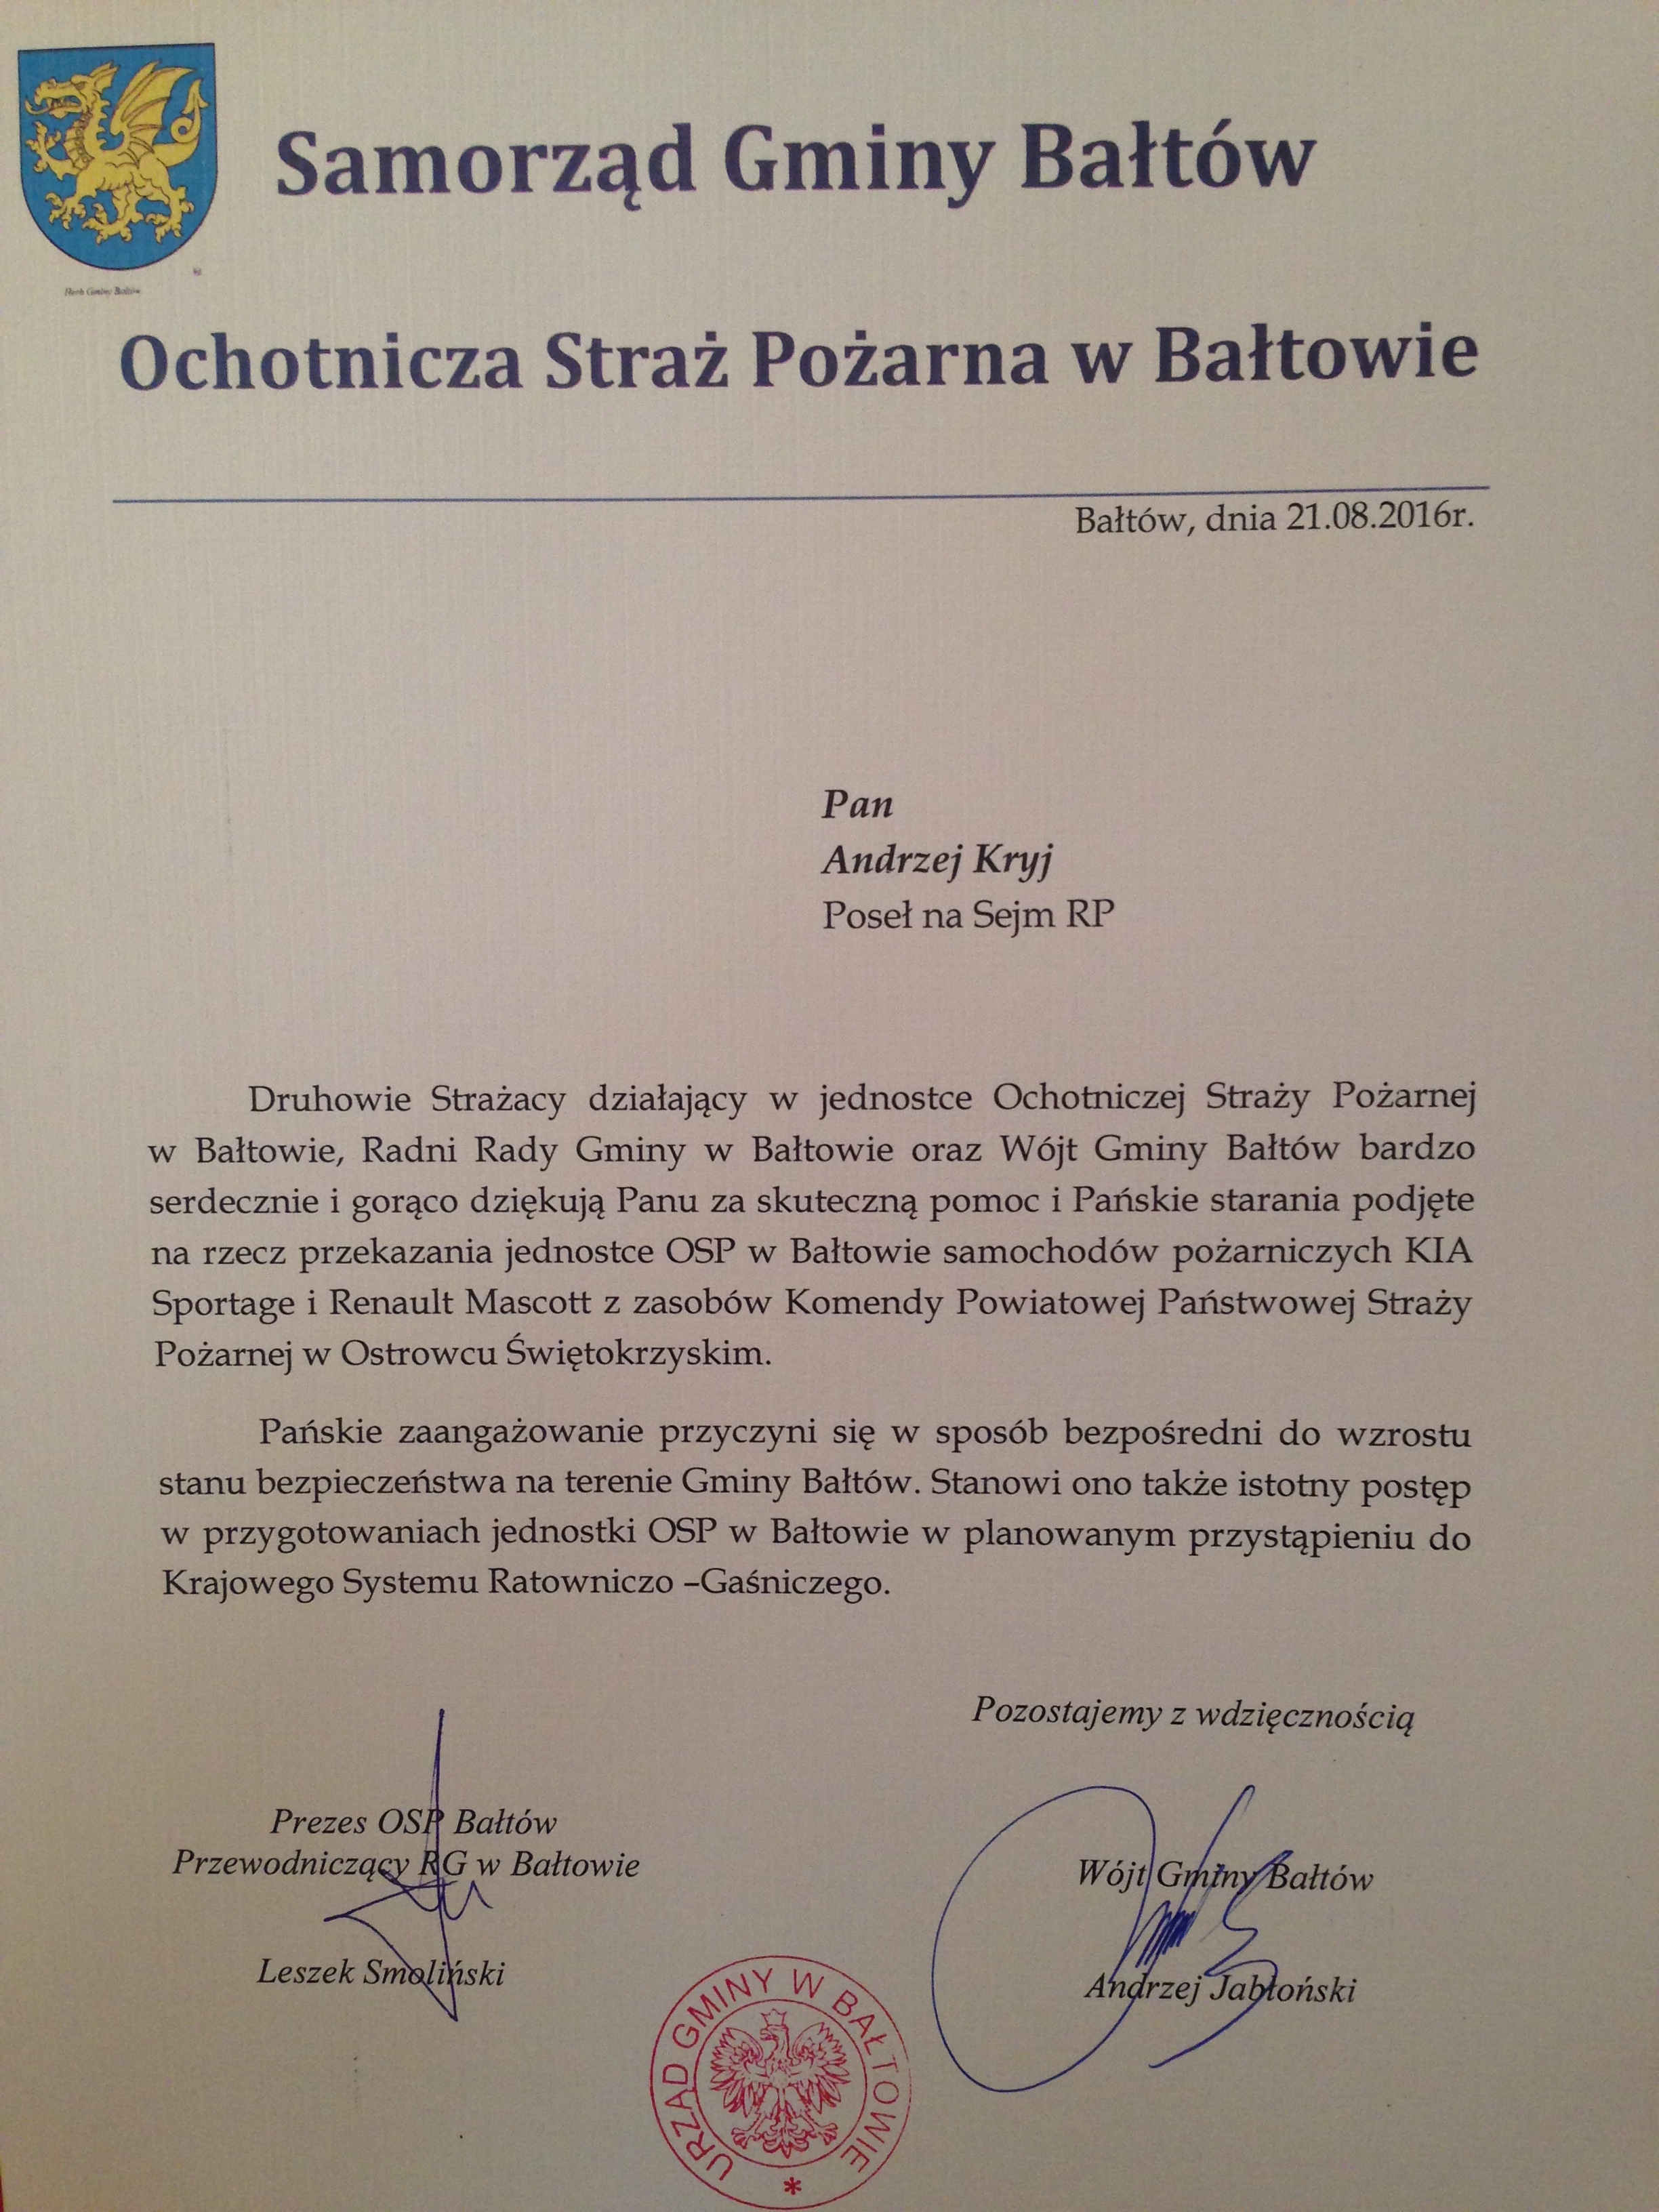 Samorząd Gminy Bałtów
Herb Gminy Bałtów
Ochotnicza Straż Pożarna w Bałtowie
Bałtów, dnia 21.08.2016r.
Pan
Andrzej Kryj
Poseł na Sejm RP
Druhowie Strażacy działający w jednostce Ochotniczej Straży Pożarnej
w Bałtowie, Radni Rady Gminy w Bałtowie oraz Wójt Gminy Bałtów bardzo
serdecznie i gorąco dziękują Panu za skuteczną pomoc i Pańskie starania podjęte
na rzecz przekazania jednostce OSP w Bałtowie samochodów pożarniczych KIA
Sportage i Renault Mascott z zasobów Komendy Powiatowej Państwowej Straży
Pożarnej w Ostrowcu Świętokrzyskim.
Pańskie zaangażowanie przyczyni się w sposób bezpośredni do wzrostu
stanu bezpieczeństwa na terenie Gminy Bałtów. Stanowi ono także istotny postęp
w przygotowaniach jednostki OSP w Bałtowie w planowanym przystąpieniu do
Krajowego Systemu Ratowniczo –Gaśniczego.
Pozostajemy z wdzięcznością
Prezes OSP Bałtów
Przewodniczący RG w Bałtowie
Leszek Smoliński
Wójt Gminy Bałtów
Andrzej Jabłoński
URZĄD GMINY W BAŁTOWIE *